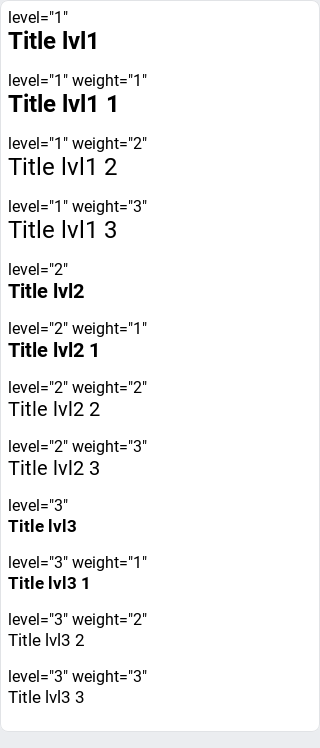 level="1"
Title lvl1
level="1" weight="1"
Title lvl1 1
level="1" weight="2"
Title lvl1 2
level="1" weight="3"
Title lvl1 3
level="2"
Title lvl2
level="2" weight="1"
Title lvl2 1
level="2" weight="2"
Title lvl2 2
level="2" weight="3"
Title lvl2 3
level="3"
Title lvl3
level="3" weight="1"
Title lvl3 1
level="3" weight="2"
Title lvl3 2
level="3" weight="3"
Title lvl3 3